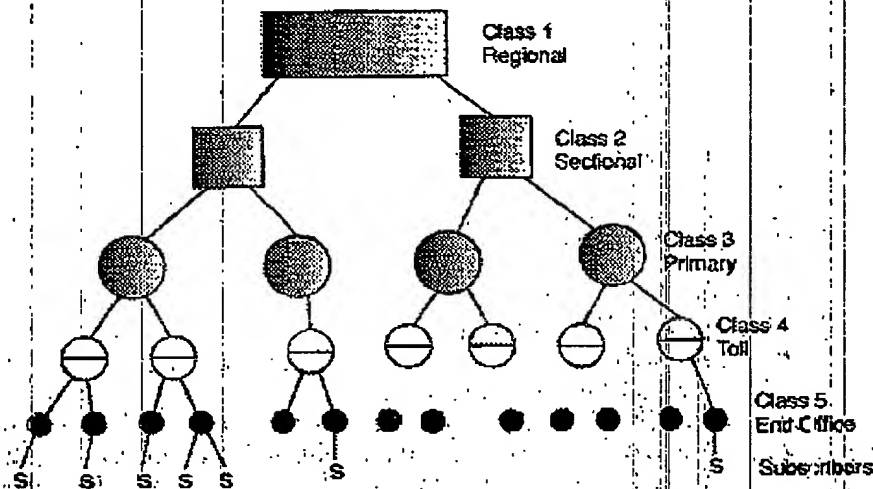 Class 1
Regional
Class 2
Sectional
Class 3
Primary
Class 4
Toll
Class 5
End-Office
S S S S S S S
Subscribers